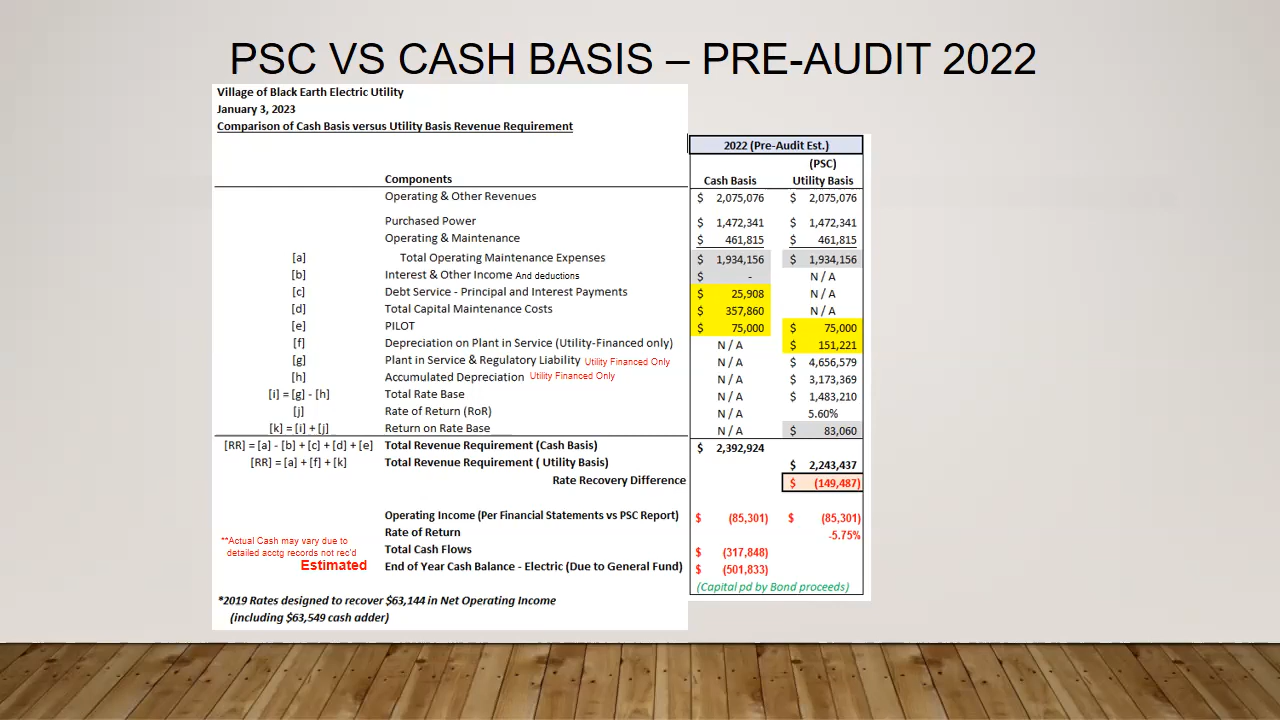 PSC VS CASH BASIS – PRE-AUDIT 2022
Village of Black Earth Electric Utility
January 3, 2023
Comparison of Cash Basis versus Utility Basis Revenue Requirement
2022 (Pre-Audit Est.)
(PSC)
Components Cash Basis Utility Basis
Operating & Other Revenues $ 2,075,076 $ 2,075,076
Purchased Power $ 1,472,341 $ 1,472,341
Operating & Maintenance $ 461,815 $ 461,815
[a] Total Operating Maintenance Expenses $ 1,934,156 $ 1,934,156
[b] Interest & Other Income And deductions $ - N / A
[c] Debt Service - Principal and Interest Payments $ 25,908 N / A
[d] Total Capital Maintenance Costs $ 357,860 N / A
[e] PILOT $ 75,000 $ 75,000
[f] Depreciation on Plant in Service (Utility-Financed only) N / A $ 151,221
[g] Plant in Service & Regulatory Liability Utility Financed Only N / A $ 4,656,579
[h] Accumulated Depreciation Utility Financed Only N / A $ 3,173,369
[i] = [g] - [h] Total Rate Base N / A $ 1,483,210
[j] Rate of Return (RoR) N / A 5.60%
[k] = [i] + [j] Return on Rate Base N / A $ 83,060
[RR] = [a] - [b] + [c] + [d] + [e] Total Revenue Requirement (Cash Basis) $ 2,392,924
[RR] = [a] + [f] + [k] Total Revenue Requirement ( Utility Basis) $ 2,243,437
Rate Recovery Difference $ (149,487)
Operating Income (Per Financial Statements vs PSC Report) $ (85,301) $ (85,301)
Rate of Return -5.75%
**Actual Cash may vary due to
detailed acctg records not rec'd
Estimated
Total Cash Flows $ (317,848)
End of Year Cash Balance - Electric (Due to General Fund) $ (501,833)
(Capital pd by Bond proceeds)
*2019 Rates designed to recover $63,144 in Net Operating Income
(including $63,549 cash adder)